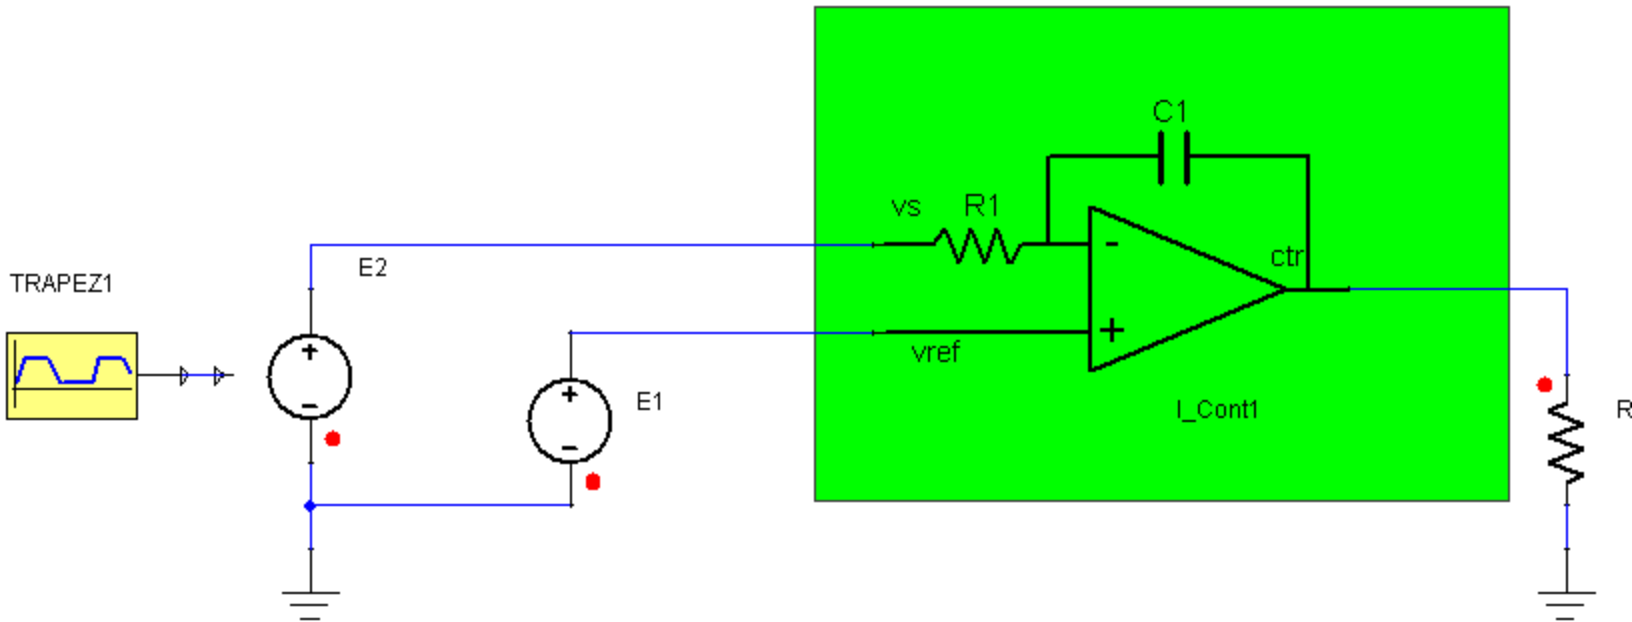 C1
vs
R1
ctr
E2
TRAPEZ1
vref
E1
I_Cont1
R